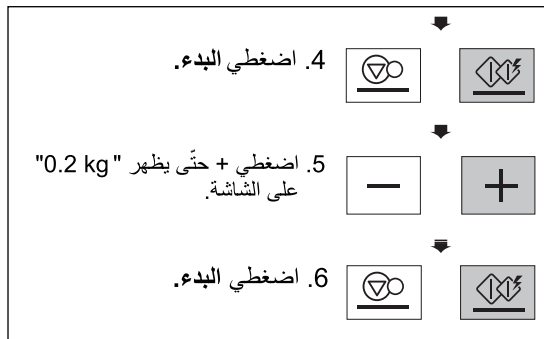 4. اضغطي البدء.
5. اضغطي + حتّى يظهر "0.2 kg"
على الشاشة.
6. اضغطي البدء.